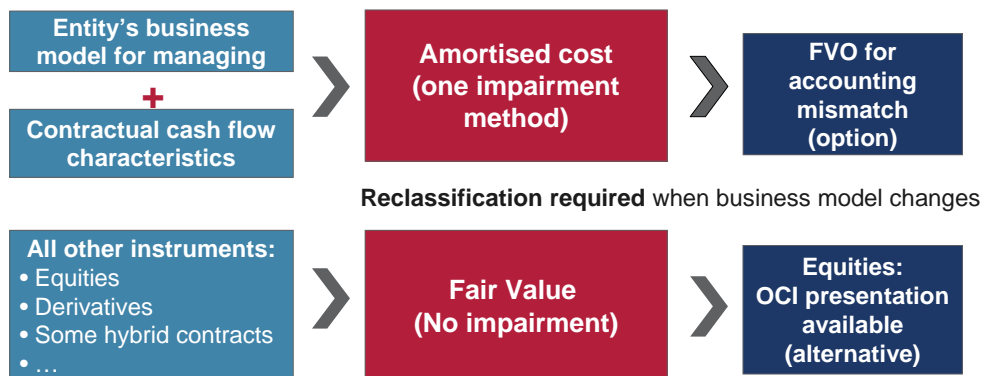 Entity's business
model for managing
+
Contractual cash flow
characteristics
Amortised cost
(one impairment
method)
FVO for
accounting
mismatch
(option)
Reclassification required when business model changes
All other instruments:
• Equities
• Derivatives
• Some hybrid contracts
• …
Fair Value
(No impairment)
Equities:
OCI presentation
available
(alternative)